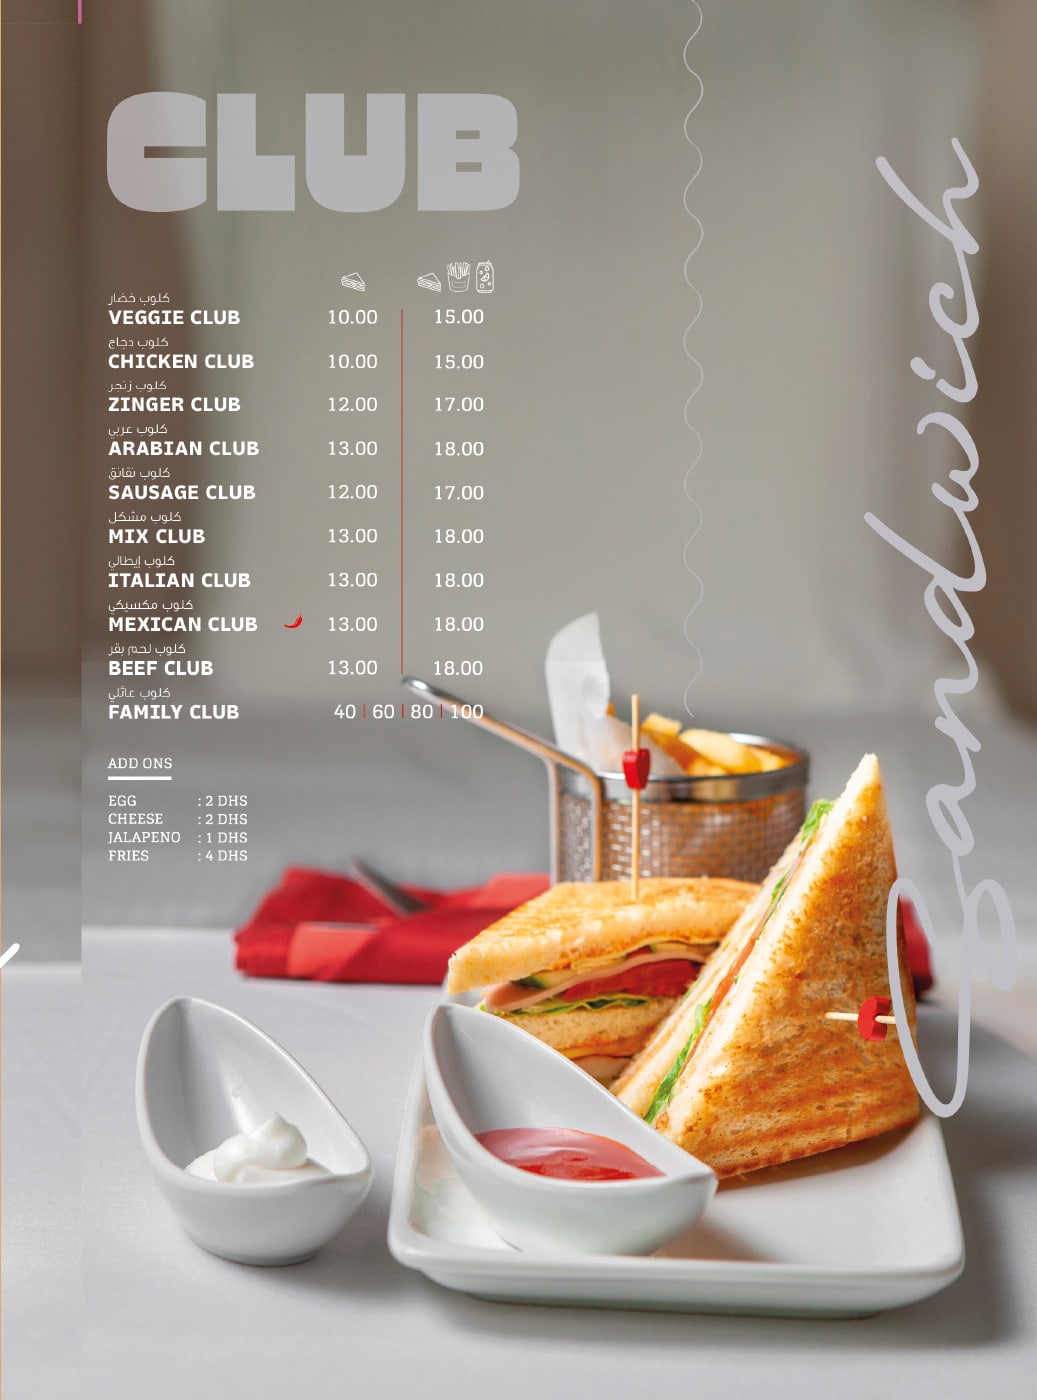 CLUB
Sandwich
كلوب خضار
VEGGIE CLUB 10.00 15.00
كلوب دجاج
CHICKEN CLUB 10.00 15.00
كلوب زنجر
ZINGER CLUB 12.00 17.00
كلوب عربي
ARABIAN CLUB 13.00 18.00
كلوب نقانق
SAUSAGE CLUB 12.00 17.00
كلوب مشكل
MIX CLUB 13.00 18.00
كلوب إيطالي
ITALIAN CLUB 13.00 18.00
كلوب مكسيكي
MEXICAN CLUB 13.00 18.00
كلوب لحم بقر
BEEF CLUB 13.00 18.00
كلوب عائلي
FAMILY CLUB 40 | 60 | 80 | 100
ADD ONS
EGG : 2 DHS
CHEESE : 2 DHS
JALAPENO : 1 DHS
FRIES : 4 DHS